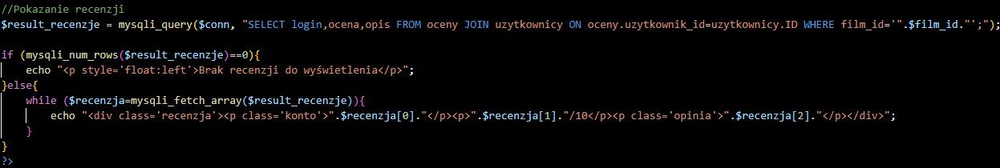 //Pokazanie recenzji
$result_recenzje = mysqli_query($conn, "SELECT login,ocena,opis FROM oceny JOIN uzytkownicy ON oceny.uzytkownik_id=uzytkownicy.ID WHERE film_id='".$film_id."';");
if (mysqli_num_rows($result_recenzje)==0){
echo "<p style='float:left'>Brak recenzji do wyświetlenia</p>";
}else{
while ($recenzja=mysqli_fetch_array($result_recenzje)){
echo "<div class='recenzja'><p class='konto'>".$recenzja[0]."</p><p>".$recenzja[1]."/10</p><p class='opinia'>".$recenzja[2]."</p></div>";
}
}
?>